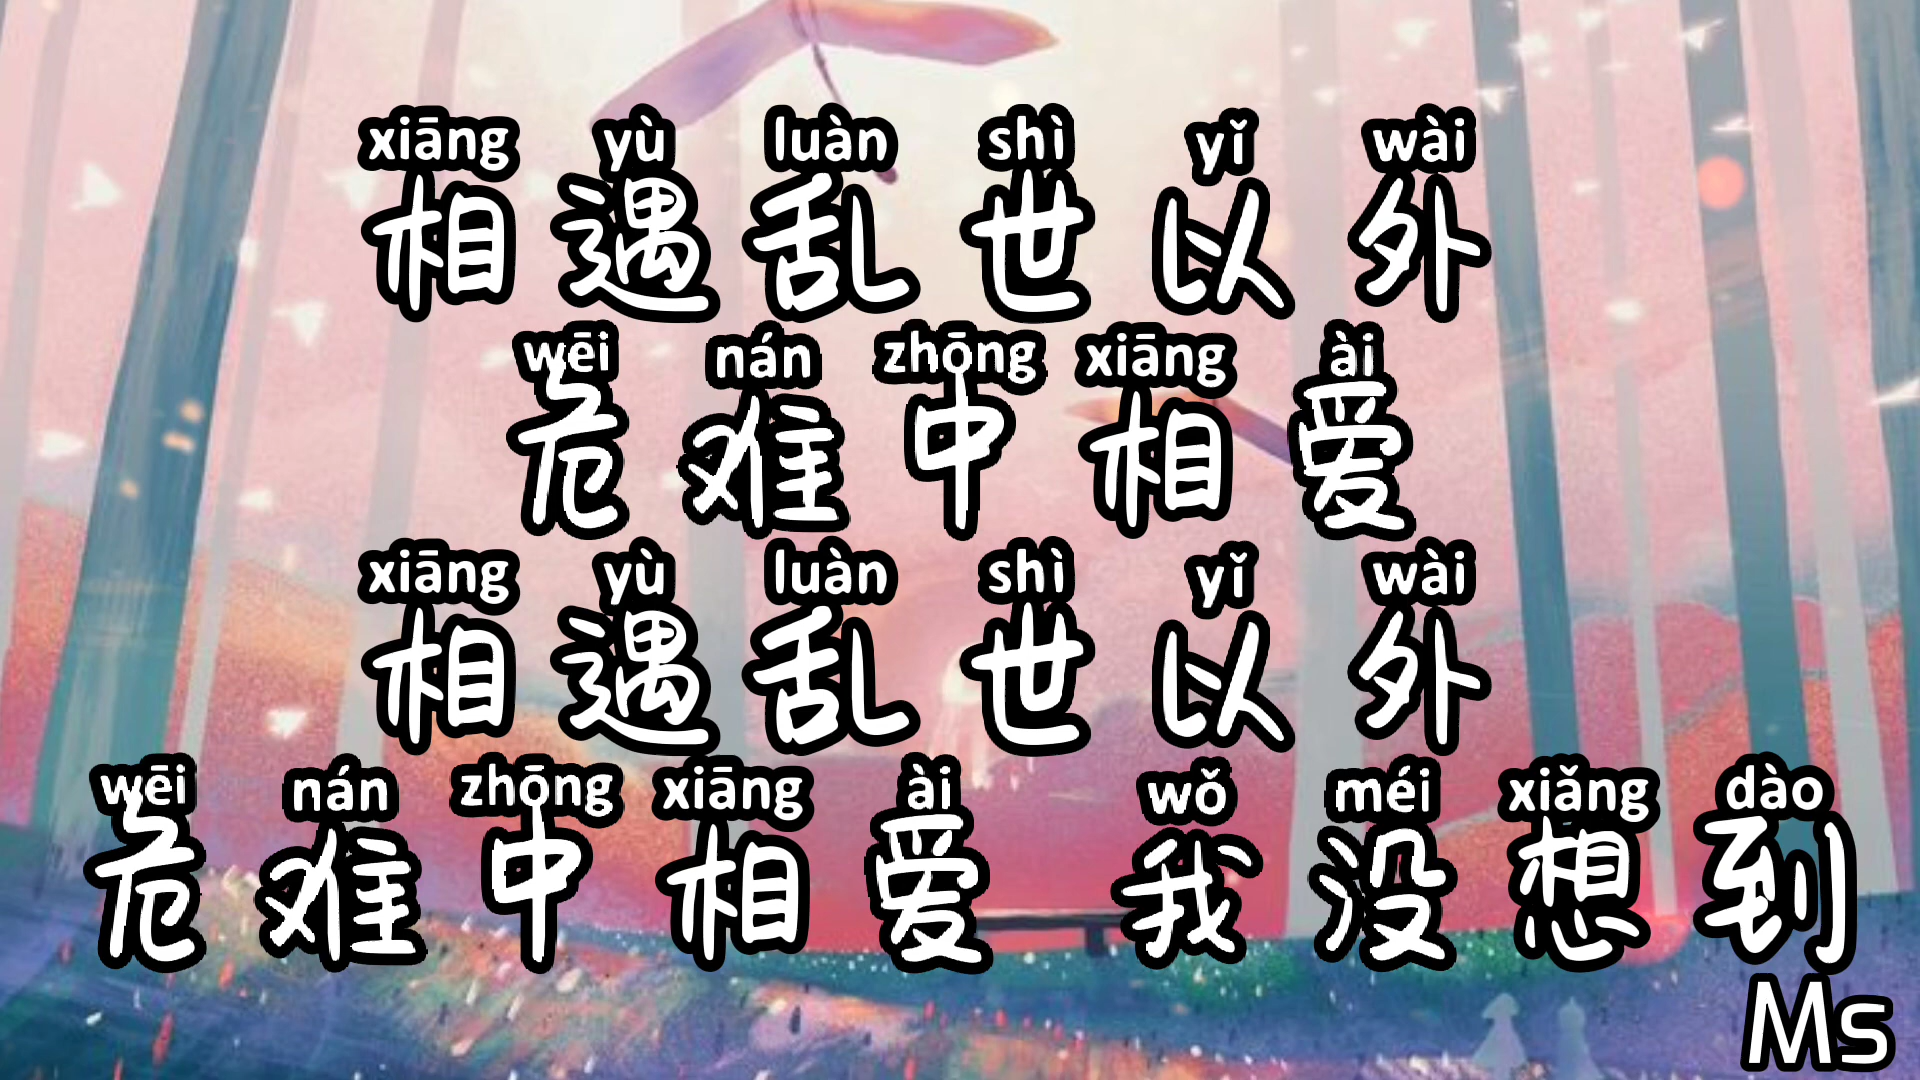 xiāng yù luàn shì yǐ wài
相遇乱世以外
wēi nán zhōng xiāng ài
危难中相爱
xiāng yù luàn shì yǐ wài
相遇乱世以外
wēi nán zhōng xiāng ài wǒ méi xiǎng dào
危难中相爱 我没想到
Ms